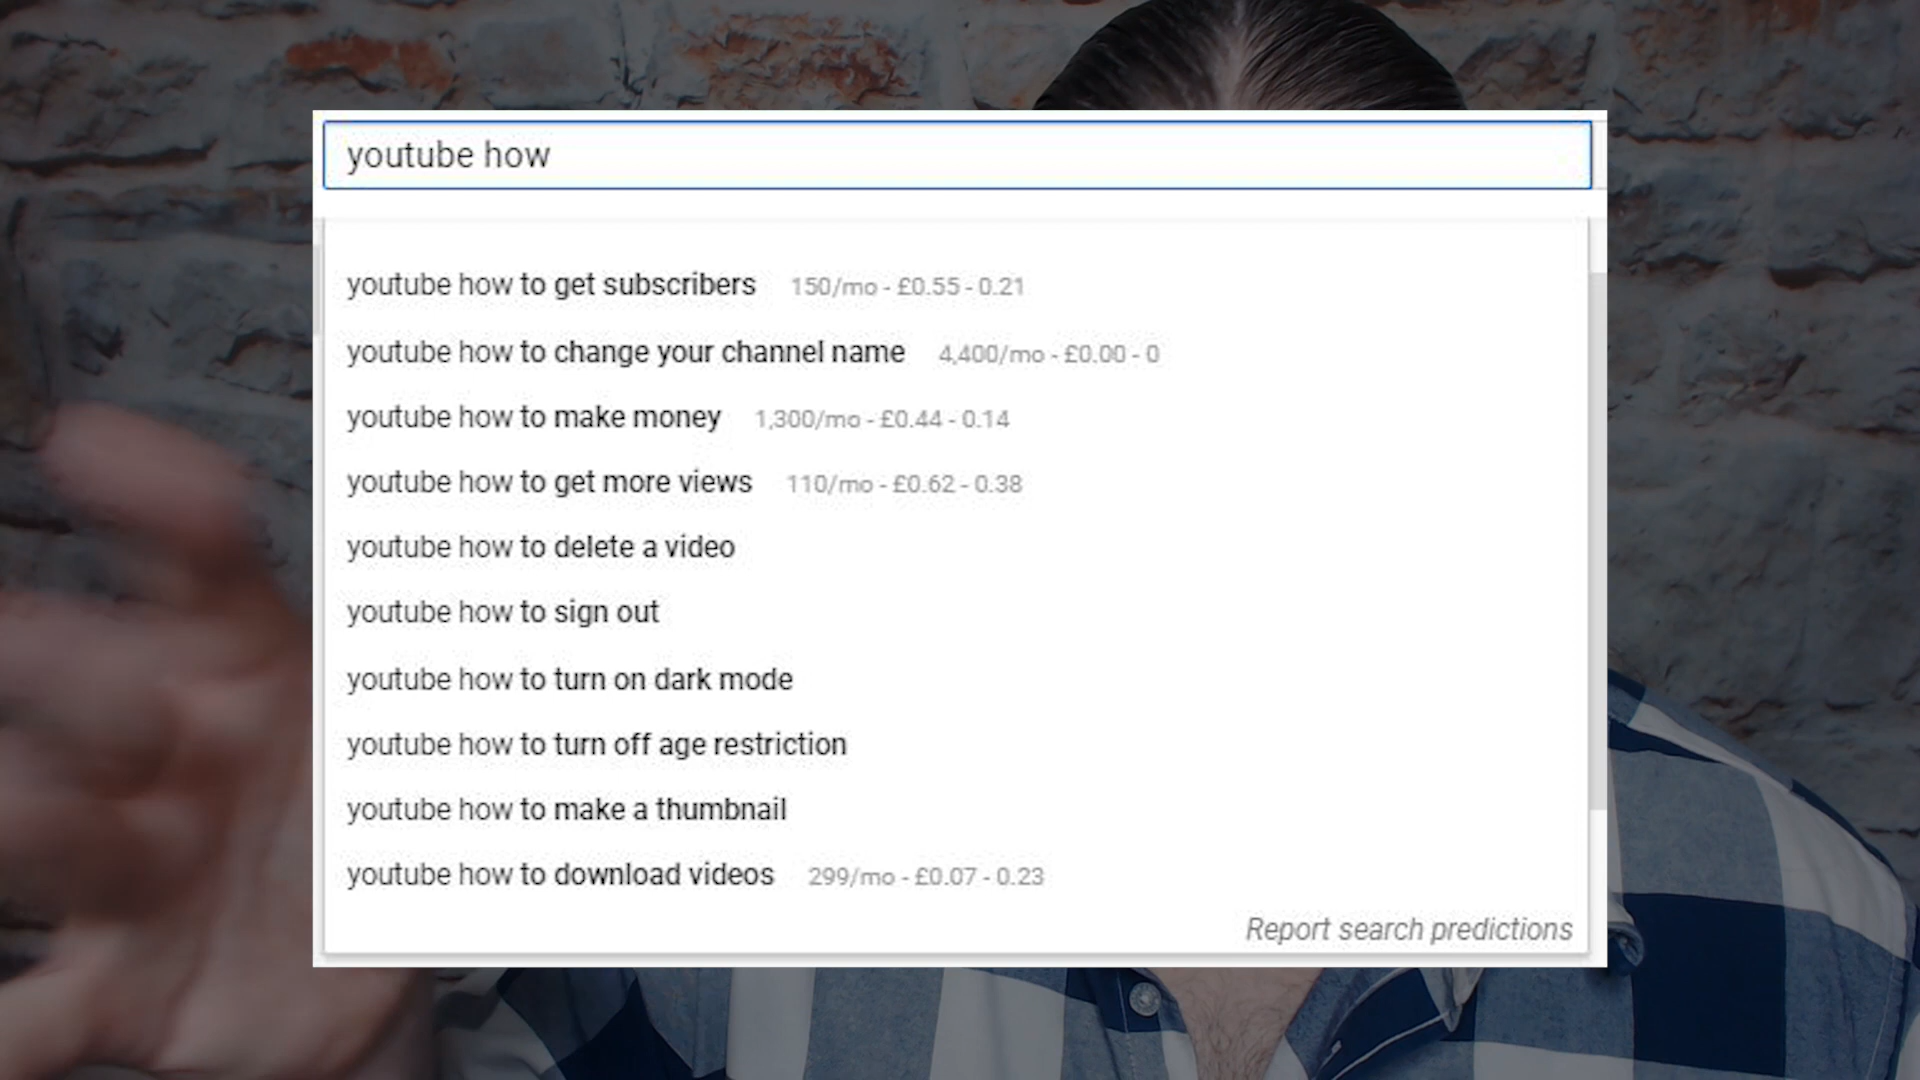 youtube how
youtube how to get subscribers 150/mo - £0.55 - 0.21
youtube how to change your channel name 4,400/mo - £0.00 - 0
youtube how to make money 1,300/mo - £0.44 - 0.14
youtube how to get more views 110/mo - £0.62 - 0.38
youtube how to delete a video
youtube how to sign out
youtube how to turn on dark mode
youtube how to turn off age restriction
youtube how to make a thumbnail
youtube how to download videos 299/mo - £0.07 - 0.23
Report search predictions